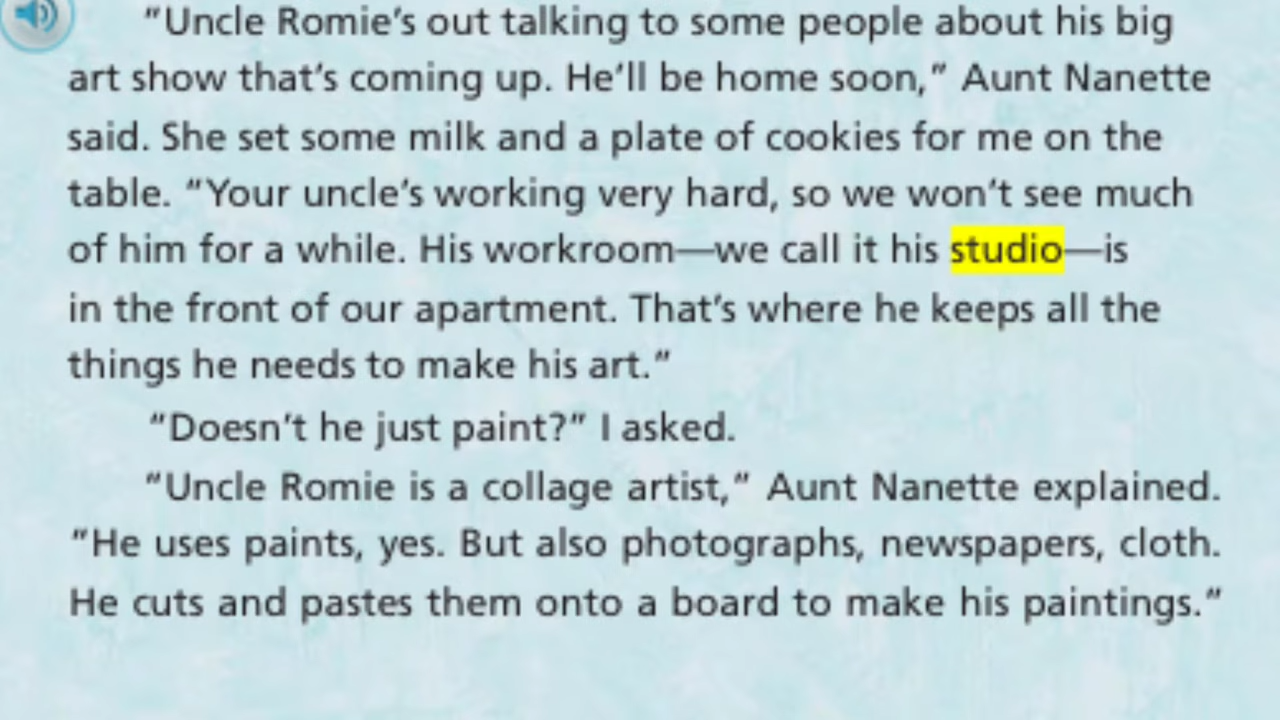 "Uncle Romie's out talking to some people about his big
art show that's coming up. He'll be home soon," Aunt Nanette
said. She set some milk and a plate of cookies for me on the
table. "Your uncle's working very hard, so we won't see much
of him for a while. His workroom—we call it his studio—is
in the front of our apartment. That's where he keeps all the
things he needs to make his art."
"Doesn't he just paint?" I asked.
"Uncle Romie is a collage artist," Aunt Nanette explained.
"He uses paints, yes. But also photographs, newspapers, cloth.
He cuts and pastes them onto a board to make his paintings."